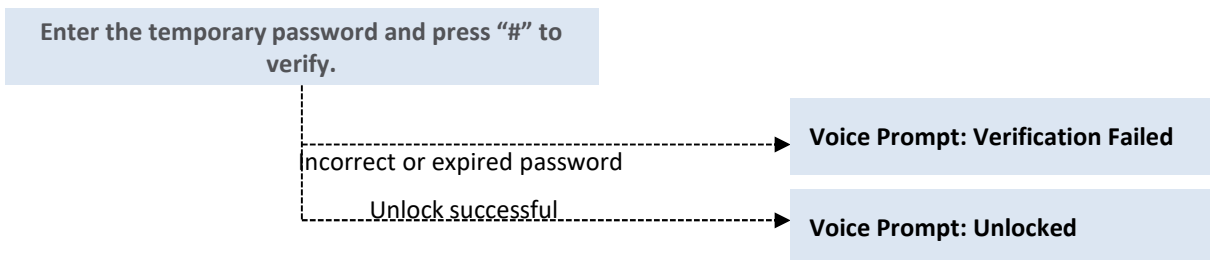 Enter the temporary password and press “#” to
verify.
Voice Prompt: Verification Failed
Incorrect or expired password
Unlock successful
Voice Prompt: Unlocked